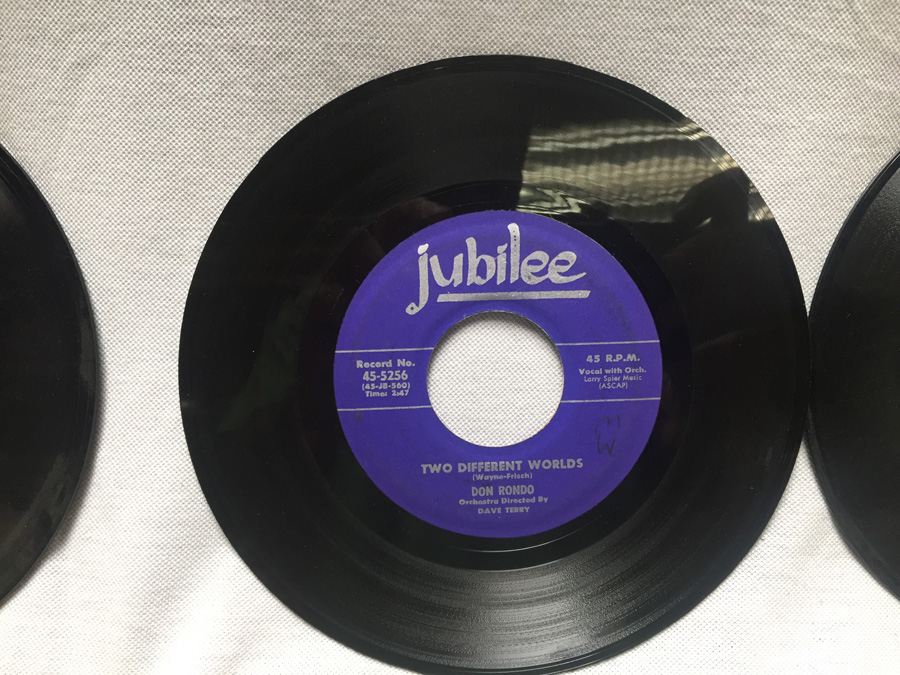 jubilee
Record No.
45-5256
(45-JB-560)
Time: 2:47
45 R.P.M.
Vocal with Orch.
Larry Spier Music
(ASCAP)
TWO DIFFERENT WORLDS
(Wayne-Frisch)
DON RONDO
Orchestra Directed By
DAVE TERRY